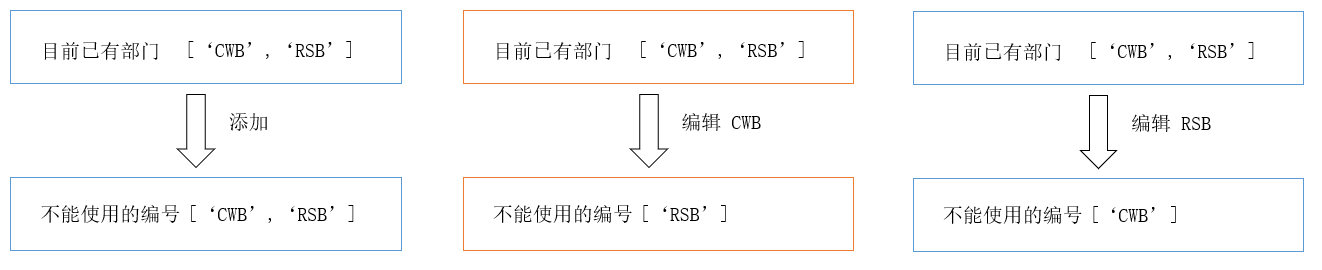 目前已有部门 [‘CWB’, ‘RSB’]
添加
不能使用的编号[‘CWB’, ‘RSB’]
目前已有部门 [‘CWB’, ‘RSB’]
编辑 CWB
不能使用的编号[‘RSB’]
目前已有部门 [‘CWB’, ‘RSB’]
编辑 RSB
不能使用的编号[‘CWB’]